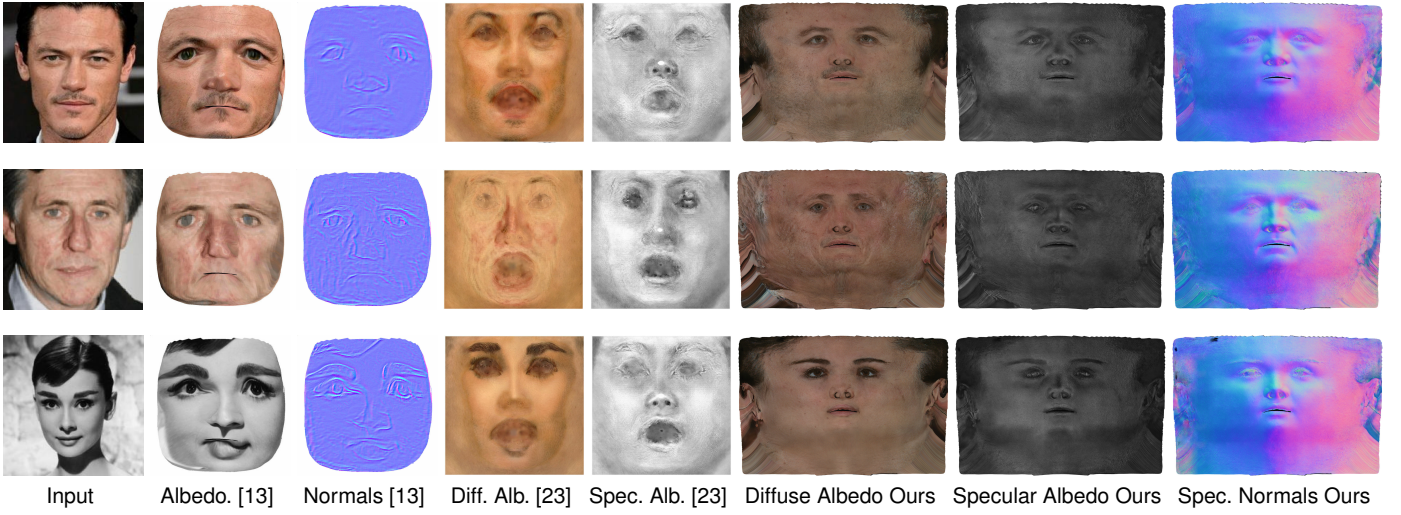 Input Albedo. [13] Normals [13] Diff. Alb. [23] Spec. Alb. [23] Diffuse Albedo Ours Specular Albedo Ours Spec. Normals Ours